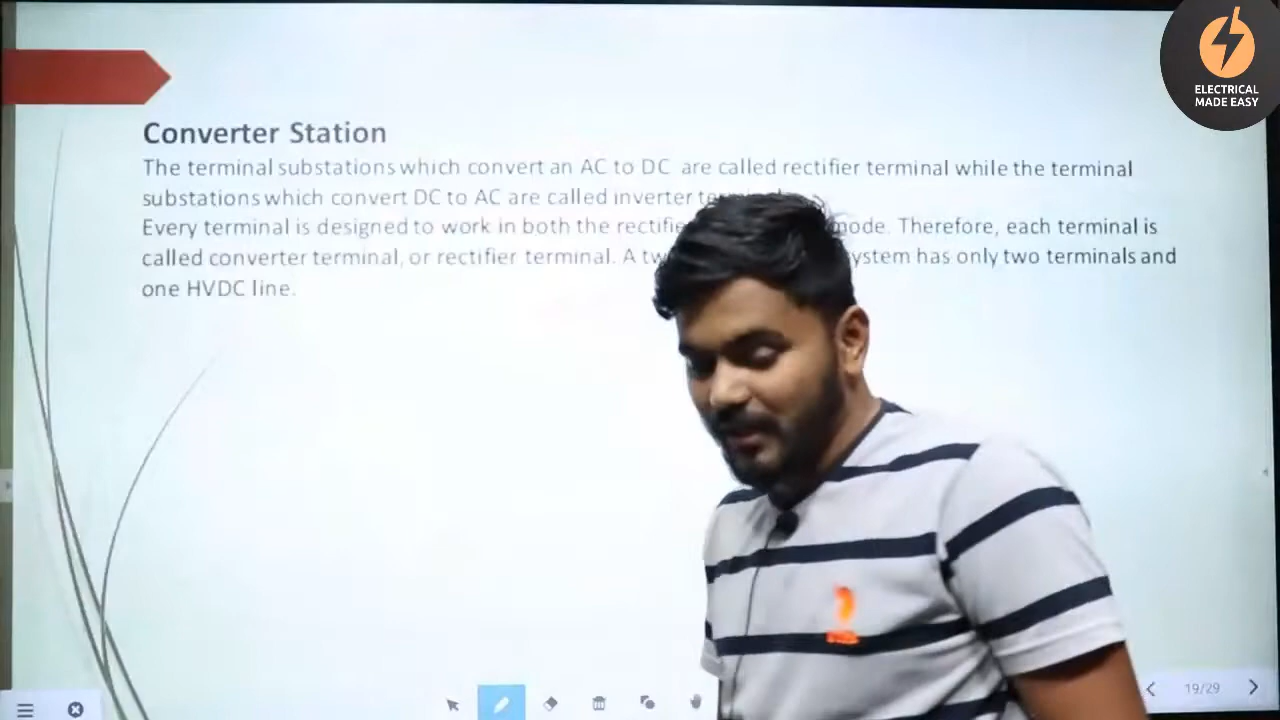 ELECTRICAL
MADE EASY
Converter Station
The terminal substations which convert an AC to DC are called rectifier terminal while the terminal
substations which convert DC to AC are called inverter
Every terminal is designed to work in both the mode. Therefore, each terminal is
called converter terminal, or rectifier terminal. A has only two terminals and
one HVDC line.
19/29